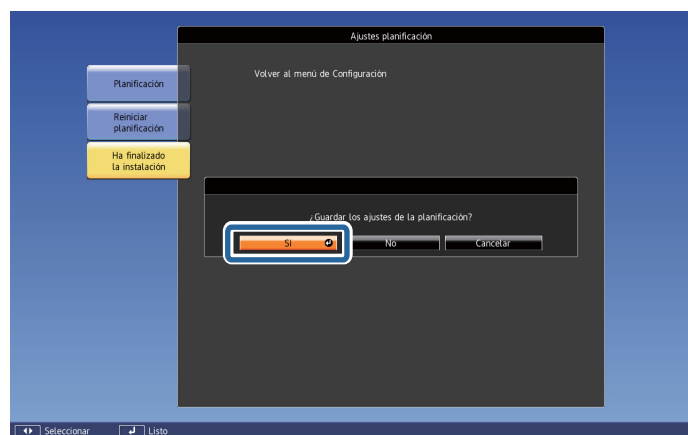 Ajustes planificación
Volver al menú de Configuración
Planificación
Reiniciar
planificación
Ha finalizado
la instalación
¿Guardar los ajustes de la planificación?
Sí No Cancelar
Seleccionar Listo